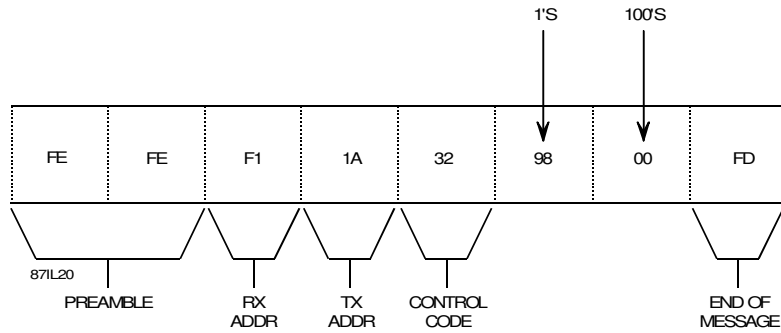 1'S 100'S
FE FE F1 1A 32 98 00 FD
87IL20
PREAMBLE RX TX CONTROL END OF
ADDR ADDR CODE MESSAGE